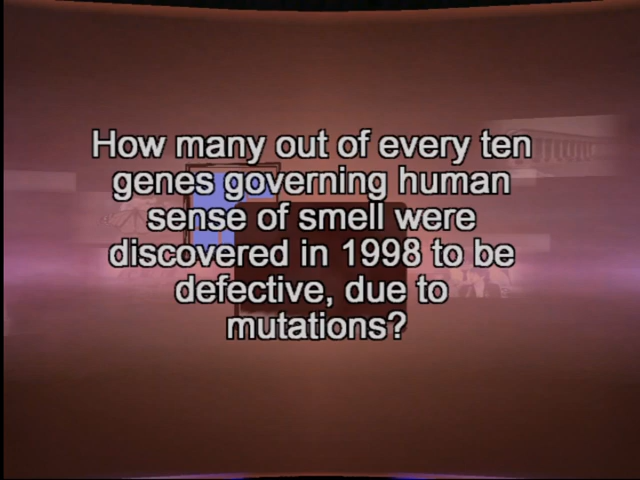 How many out of every ten
genes governing human
sense of smell were
discovered in 1998 to be
defective, due to
mutations?